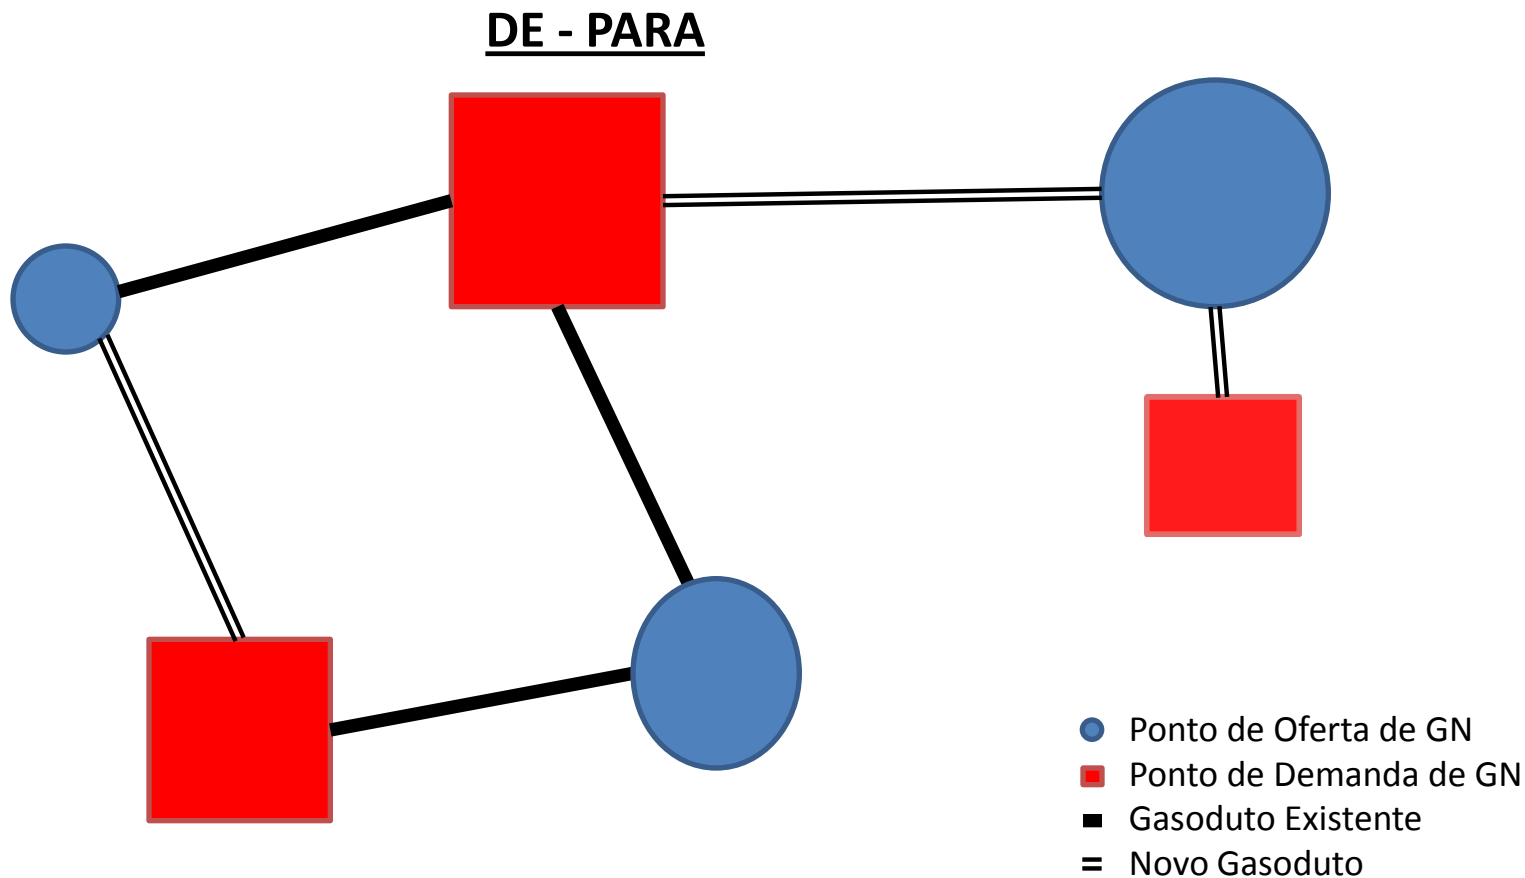 DE - PARA
Ponto de Oferta de GN
Ponto de Demanda de GN
Gasoduto Existente
Novo Gasoduto